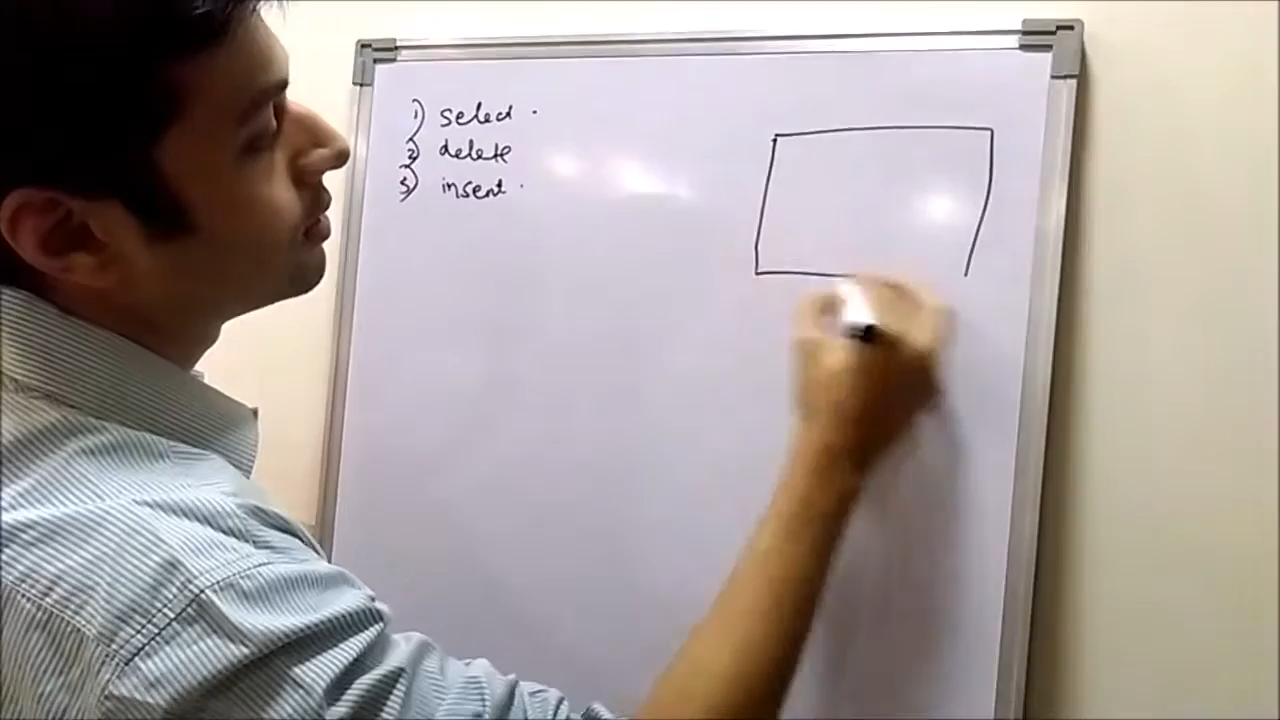 1) select .
2) delete
3) insert .